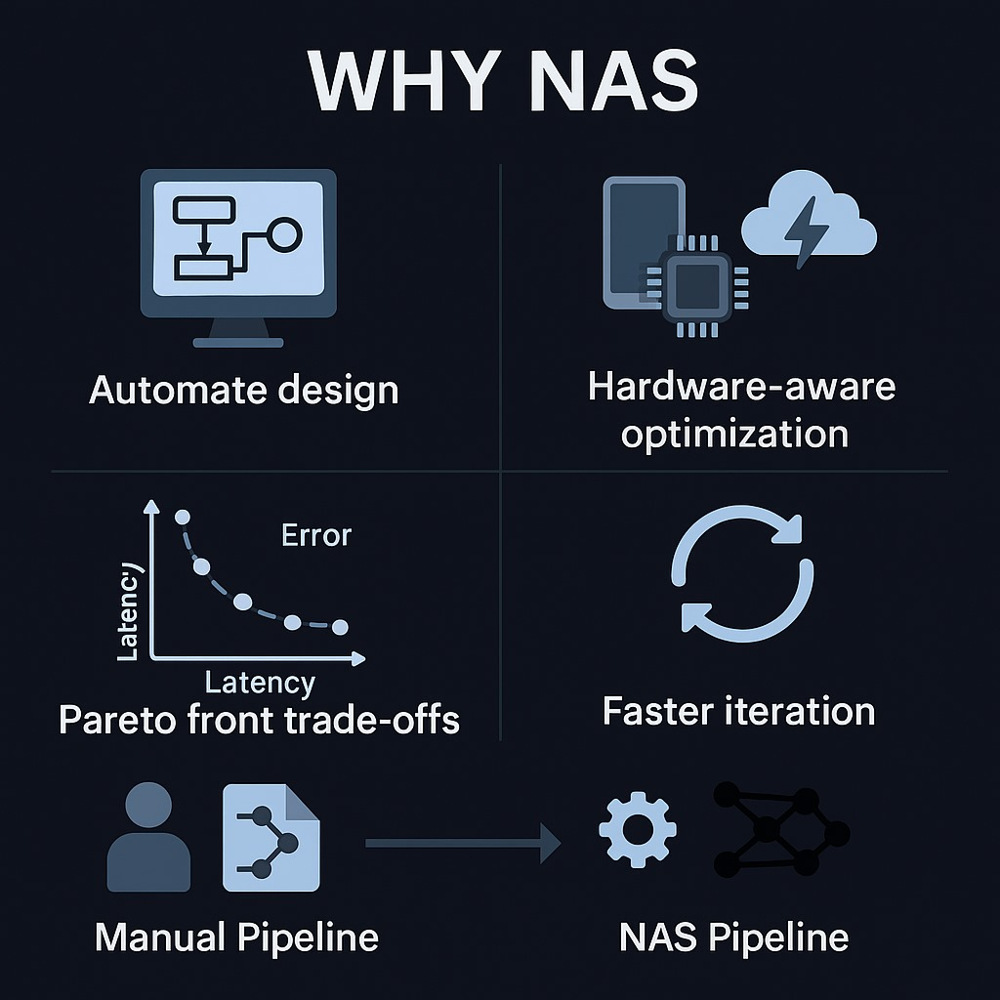 WHY NAS
Automate design
Hardware-aware
optimization
Error
Latency
Latency
Pareto front trade-offs
Faster iteration
Manual Pipeline
NAS Pipeline